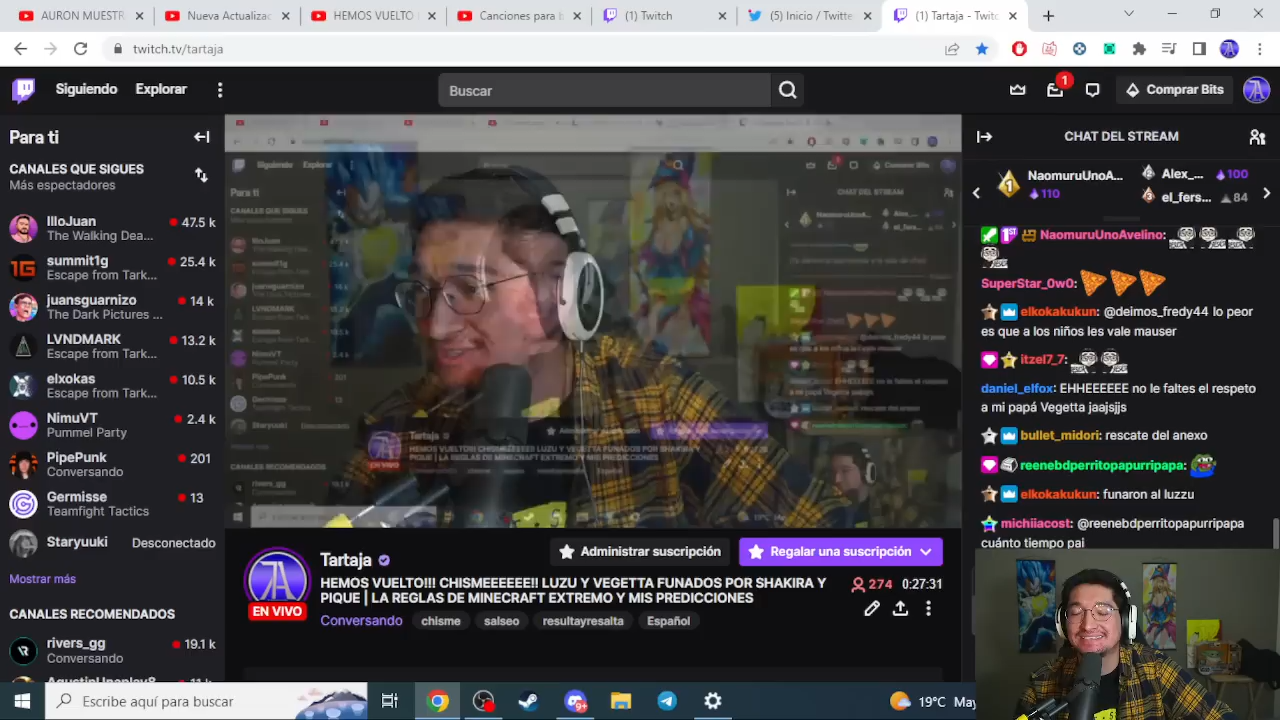 AURON MUESTR
Nueva Actualizac
HEMOS VUELTO
Canciones para b
(1) Twitch
(5) Inicio / Twitte
(1) Tartaja - Twitc
twitch.tv/tartaja
Siguiendo
Explorar
Buscar
1
Comprar Bits
Para ti
CANALES QUE SIGUES
Más espectadores
IlloJuan
47.5 k
The Walking Dea...
summit1g
25.4 k
Escape from Tark...
juansguarnizo
14 k
The Dark Pictures ...
LVNDMARK
13.2 k
Escape from Tark...
elxokas
10.5 k
Escape from Tark...
NimuVT
2.4 k
Pummel Party
PipePunk
201
Conversando
Germisse
13
Teamfight Tactics
Staryuuki
Desconectado
Mostrar más
CANALES RECOMENDADOS
rivers_gg
19.1 k
Conversando
Tartaja
EN VIVO
Administrar suscripción
Regalar una suscripción
HEMOS VUELTO!!! CHISMEEEEEE!! LUZU Y VEGETTA FUNADOS POR SHAKIRA Y
PIQUE | LA REGLAS DE MINECRAFT EXTREMO Y MIS PREDICCIONES
274
0:27:31
Conversando
chisme
salseo
resultayresalta
Español
CHAT DEL STREAM
1
NaomuruUnoA...
110
Alex_...
100
3
el_fers...
84
NaomuruUnoAvelino:
SuperStar_0w0:
elkokakukun: @deimos_fredy44 lo peor
es que a los niños les vale mauser
itzel7_7:
daniel_elfox: EHHEEEEEE no le faltes el respeto
a mi papá Vegetta jaajsjjs
bullet_midori: rescate del anexo
reenebdperritopapurripapa:
elkokakukun: funaron al luzzu
michiiacost: @reenebdperritopapurripapa
cuánto tiempo pai
Escribe aquí para buscar
9+
19°C